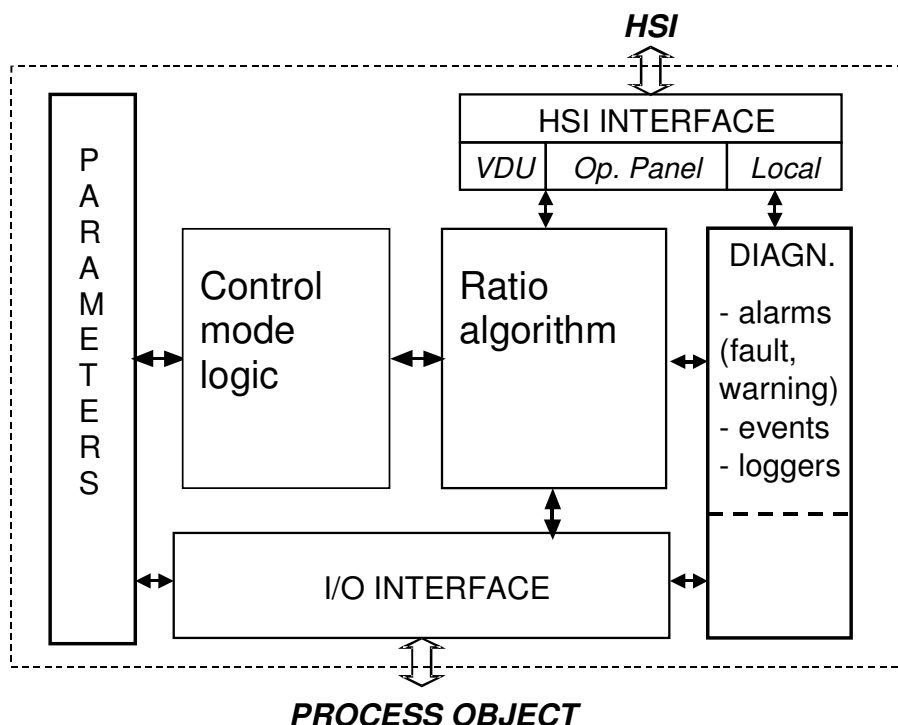 HSI
HSI INTERFACE
VDU Op. Panel Local
P
A
R
A
M
E
T
E
R
S
Control
mode
logic
Ratio
algorithm
DIAGN.
- alarms
(fault,
warning)
- events
- loggers
I/O INTERFACE
PROCESS OBJECT